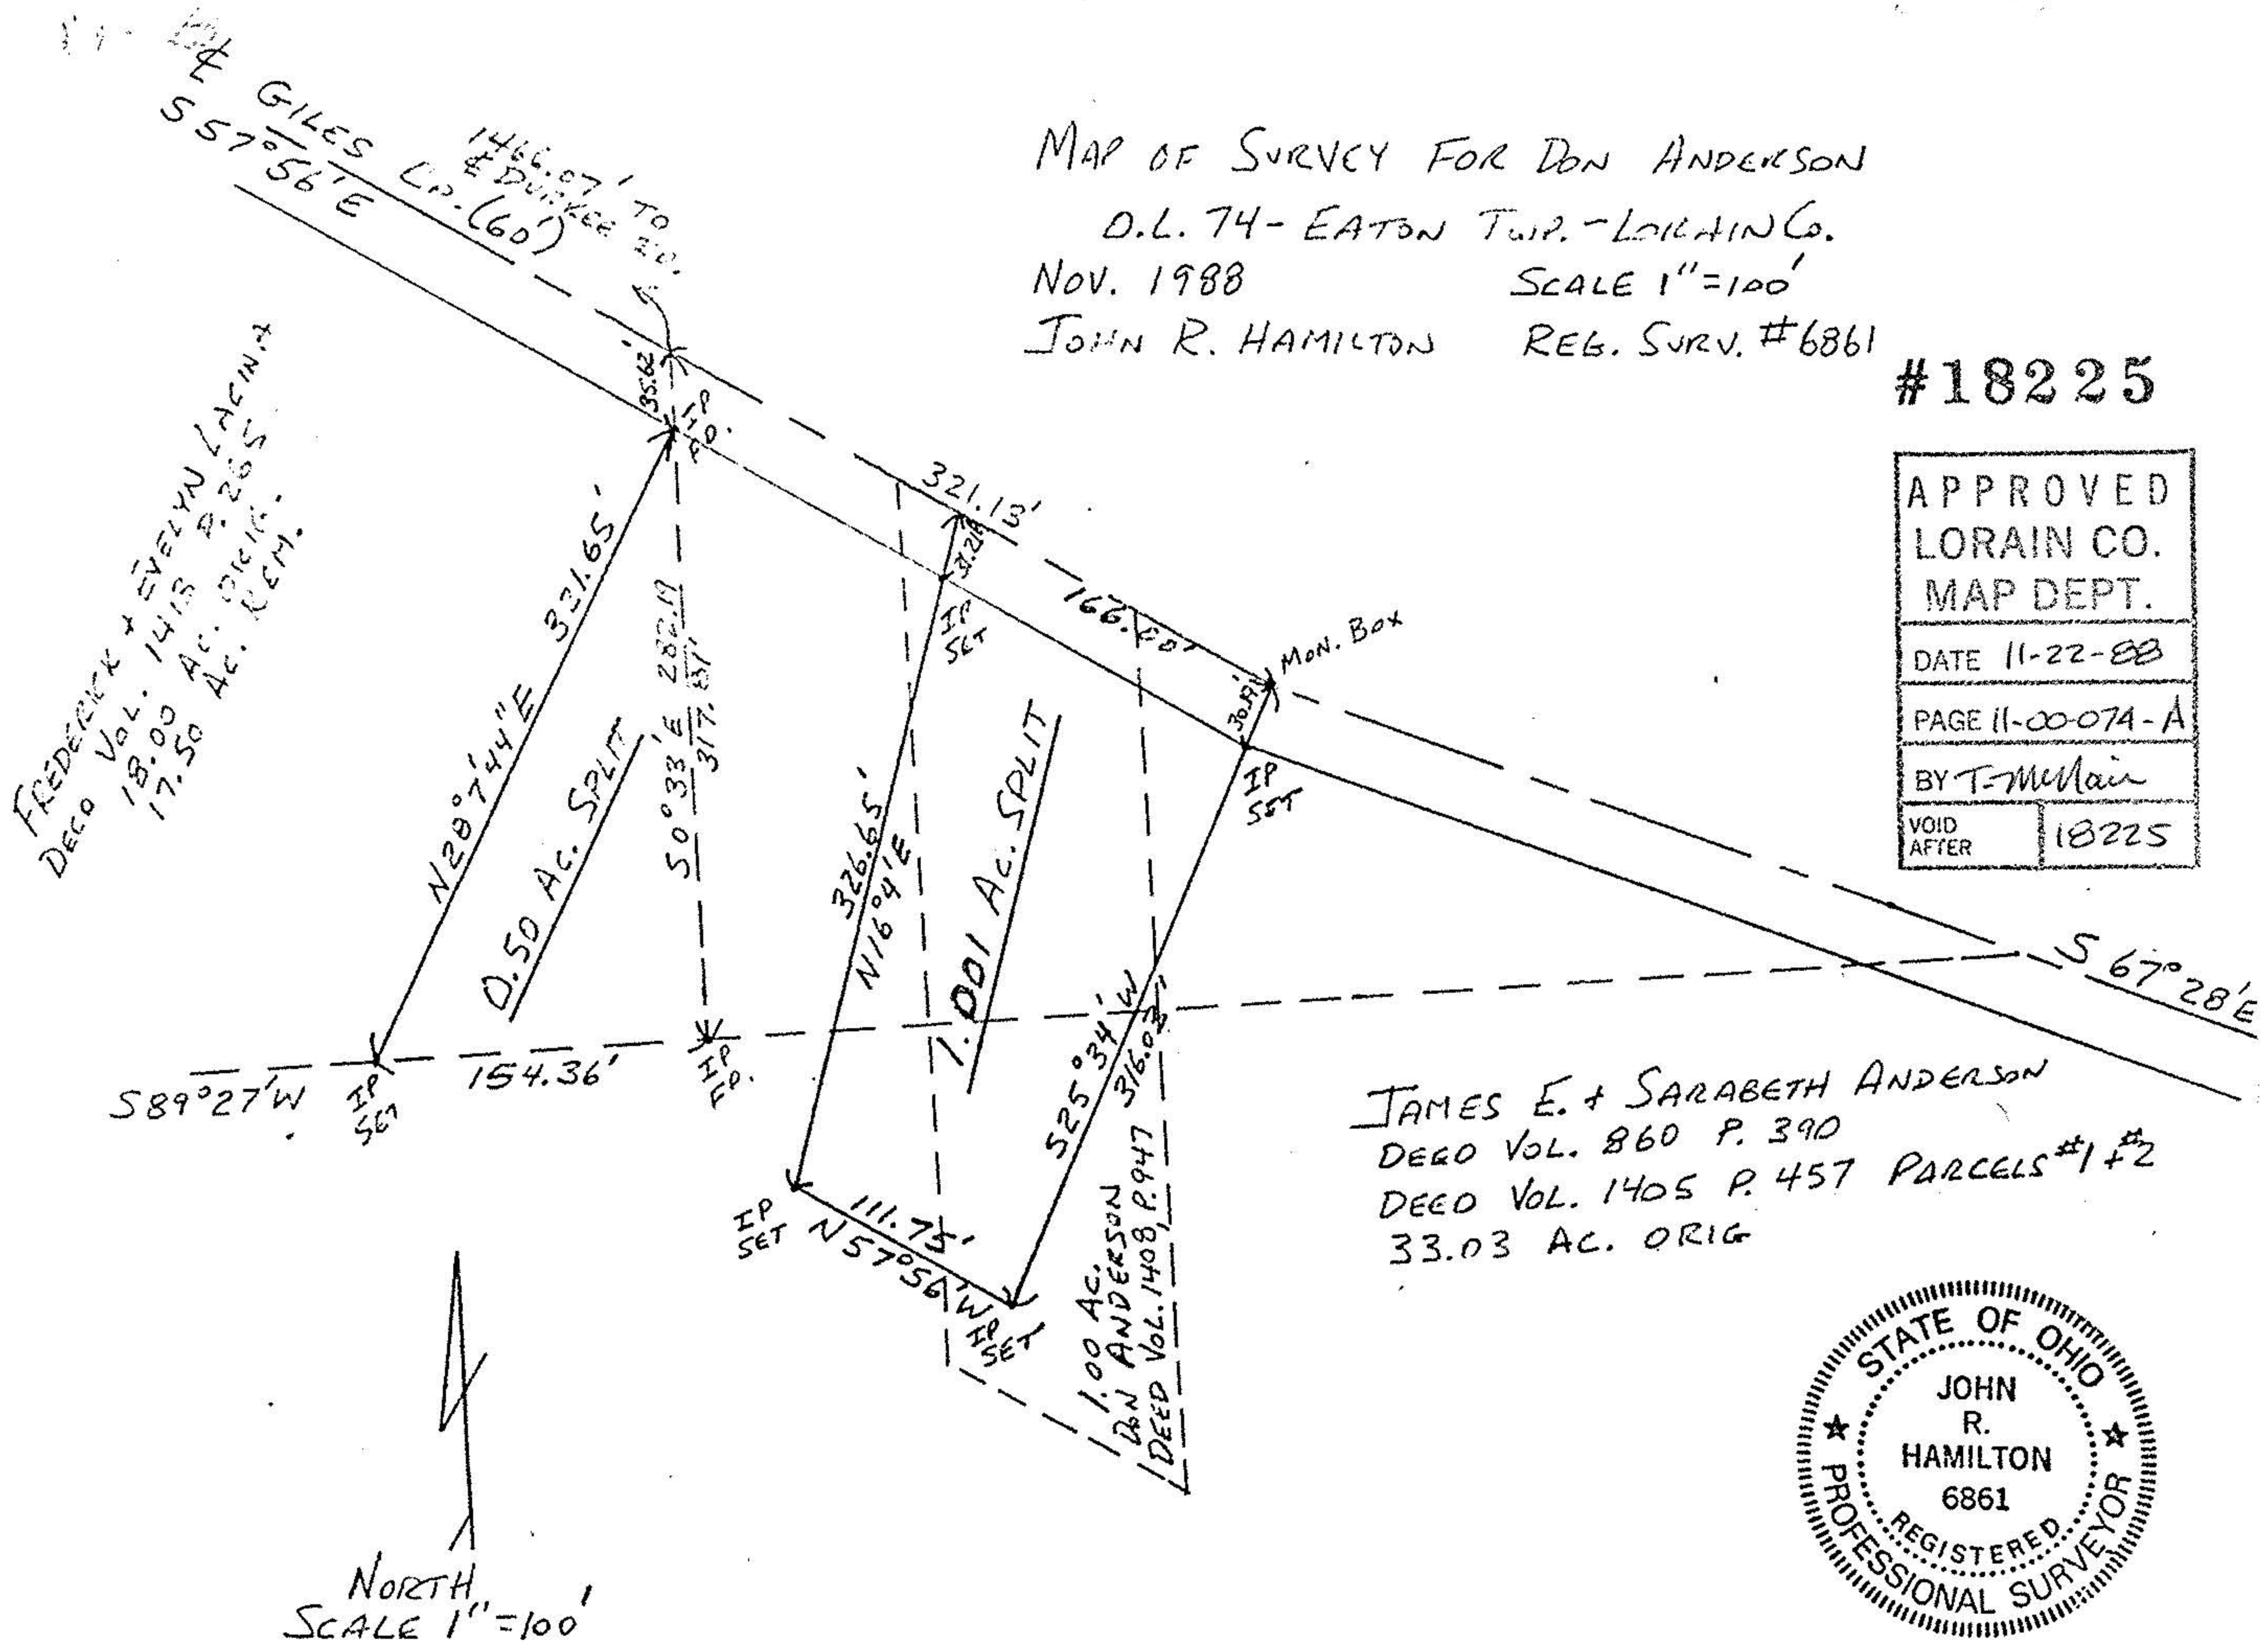 MAP OF SURVEY FOR DON ANDERSON
O.L. 74 - EATON TWP. - LORAIN CO.
NOV. 1988 SCALE 1"=100'
JOHN R. HAMILTON REG. SURV. #6861
#18225
APPROVED
LORAIN CO.
MAP DEPT.
DATE 11-22-88
PAGE 11-00-074-A
BY T. McNair
VOID
AFTER 18225
℄ GILES RD. (60')
S 57°56' E
1466.07' TO
℄ DURKEE RD.
35.62'
IP
FD.
FREDERICK + EVELYN LACINA
DEED VOL. 1418 P. 265
18.00 AC. ORIG.
17.50 AC. REM.
N28°7'44"E 331.65'
0.50 AC. SPLIT
S0°33'E 282.19
317.81'
321.13'
IP
SET
166.60'
MON. BOX
30.19'
IP
SET
326.65'
N16°4'E
1.001 AC. SPLIT
S25°34'W
316.03'
S89°27'W
IP
SET
154.36'
IP
FD.
S 67°28'E
IP
SET
111.75'
N57°56'W
IP
SET
1.00 AC.
DON ANDERSON
DEED VOL. 1408, P. 947
JAMES E. + SARABETH ANDERSON
DEED VOL. 860 P. 390
DEED VOL. 1405 P. 457 PARCELS #1 & #2
33.03 AC. ORIG
NORTH
SCALE 1"=100'
STATE OF OHIO
JOHN
R.
HAMILTON
6861
REGISTERED
PROFESSIONAL SURVEYOR